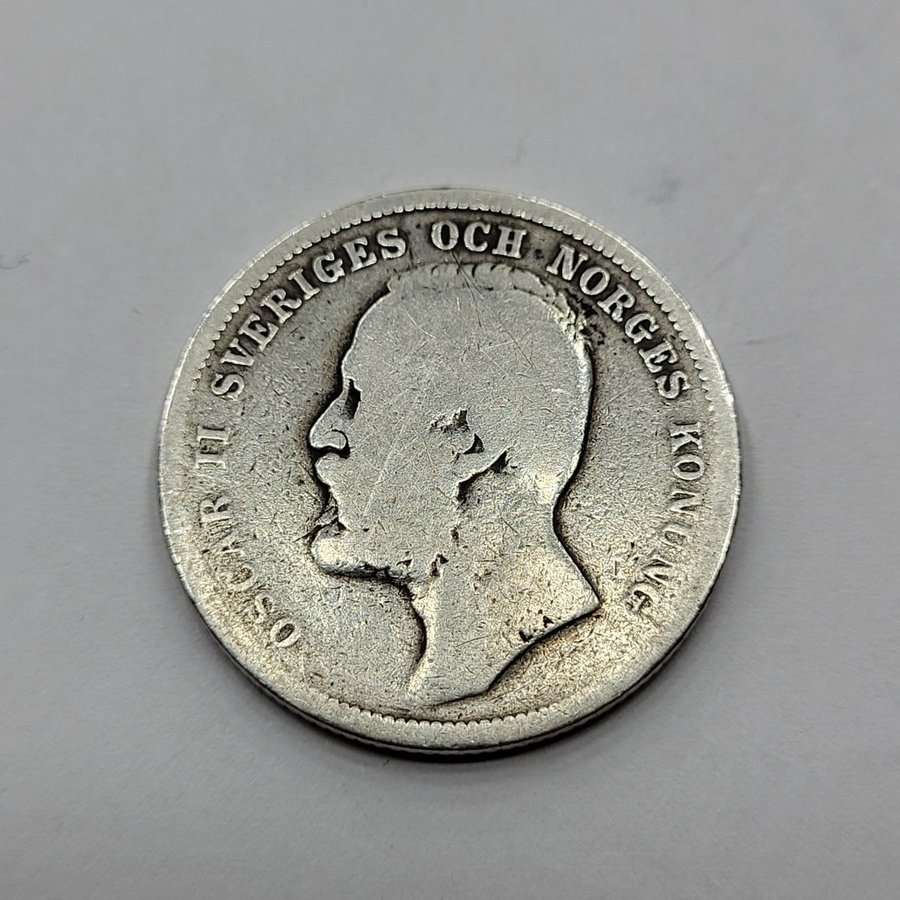 OSCAR II SVERIGES OCH NORGES KONUNG
L.A.